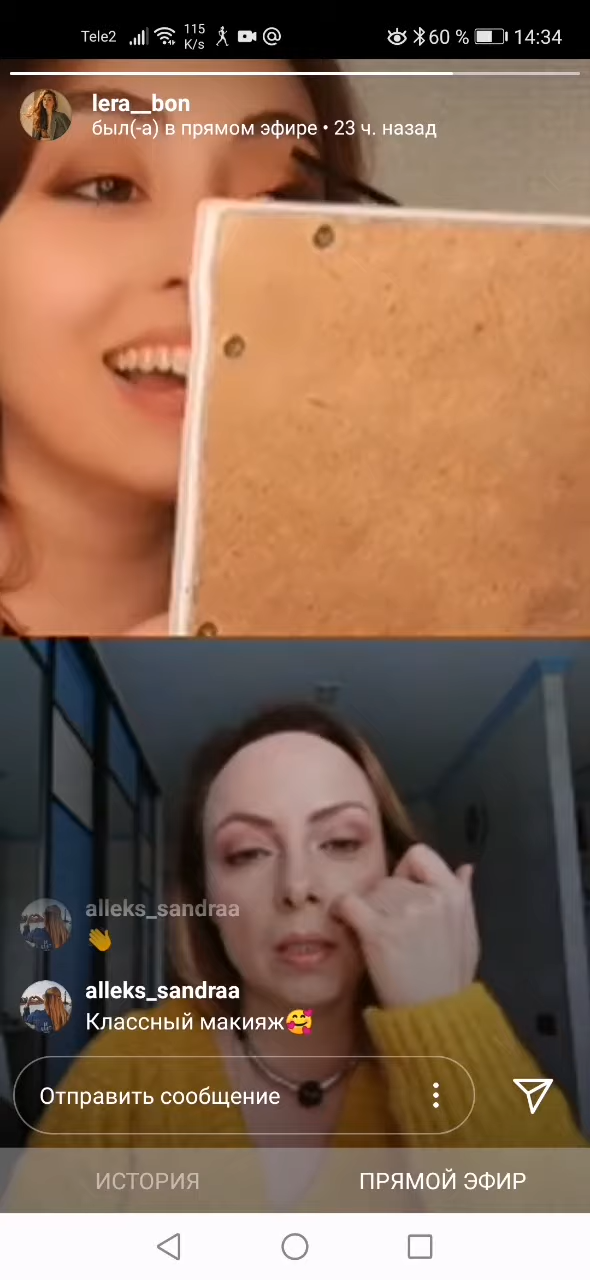 Tele2 115 K/s 60 % 14:34
lera__bon
был(-а) в прямом эфире • 23 ч. назад
alleks_sandraa
👋
alleks_sandraa
Классный макияж🥰
Отправить сообщение
ИСТОРИЯ ПРЯМОЙ ЭФИР